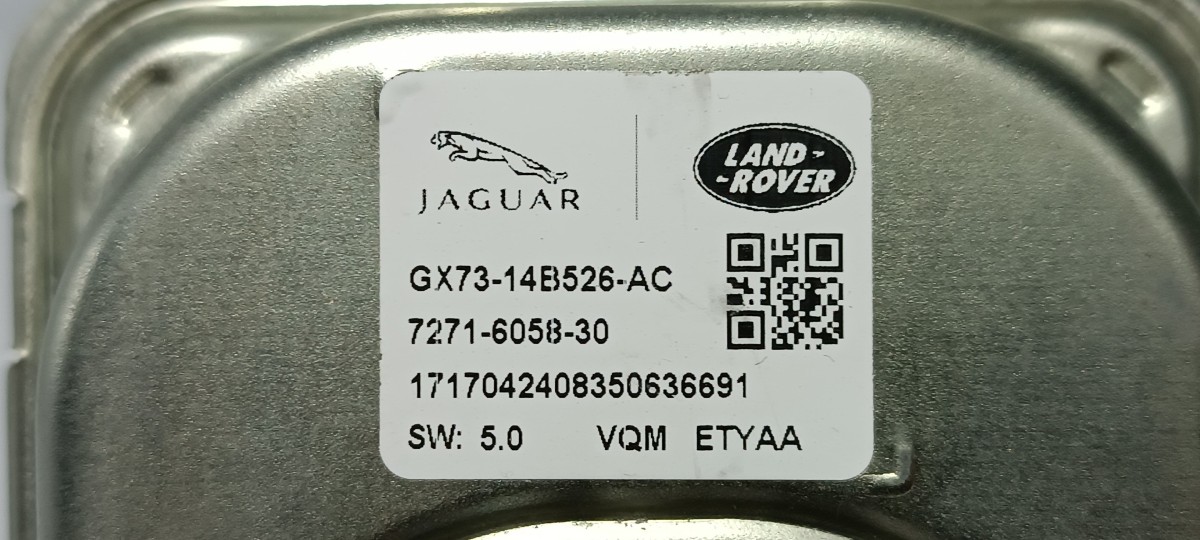 JAGUAR
LAND-
-ROVER
GX73-14B526-AC
7271-6058-30
1717042408350636691
SW: 5.0 VQM ETYAA